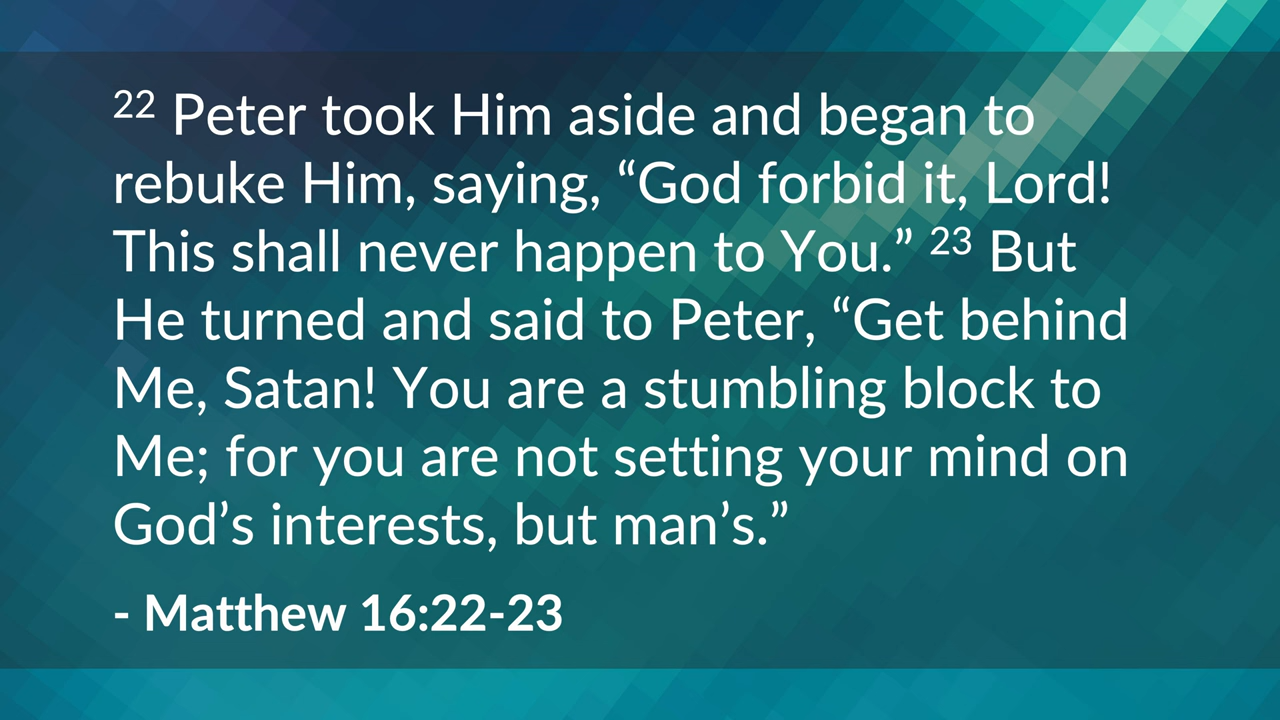 22 Peter took Him aside and began to
rebuke Him, saying, “God forbid it, Lord!
This shall never happen to You.” 23 But
He turned and said to Peter, “Get behind
Me, Satan! You are a stumbling block to
Me; for you are not setting your mind on
God’s interests, but man’s.”
- Matthew 16:22-23